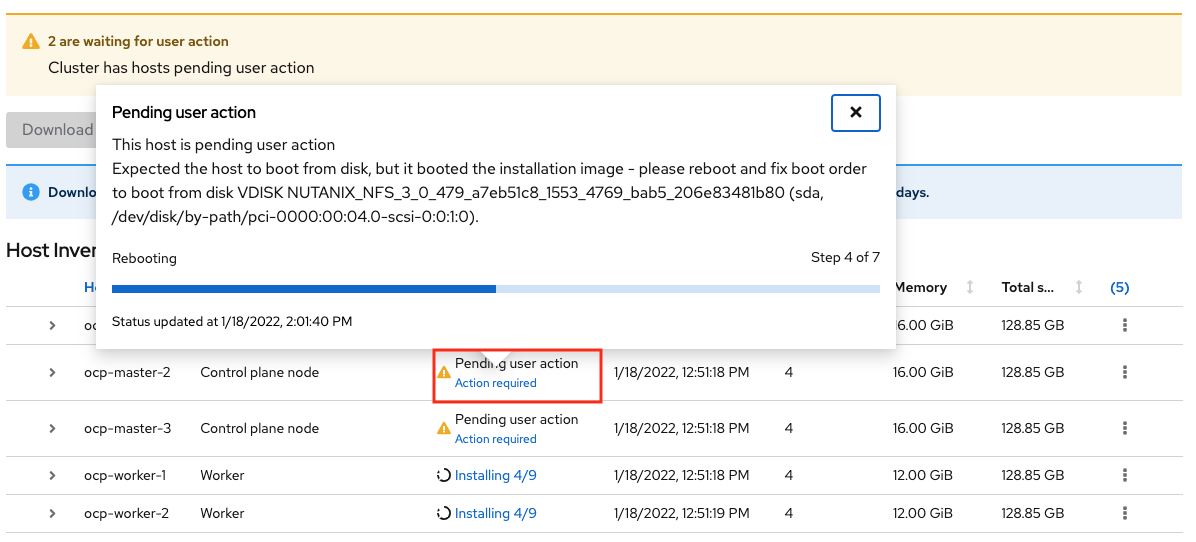 2 are waiting for user action
Cluster has hosts pending user action
Download
Pending user action
This host is pending user action
Expected the host to boot from disk, but it booted the installation image - please reboot and fix boot order
to boot from disk VDISK NUTANIX_NFS_3_0_479_a7eb51c8_1553_4769_bab5_206e83481b80 (sda,
/dev/disk/by-path/pci-0000:00:04.0-scsi-0:0:1:0).
Rebooting Step 4 of 7
Status updated at 1/18/2022, 2:01:40 PM
Downlo days.
Host Inver
Memory Total s... (5)
16.00 GiB 128.85 GB
ocp-master-2 Control plane node Pending user action 1/18/2022, 12:51:18 PM 4 16.00 GiB 128.85 GB
Action required
ocp-master-3 Control plane node Pending user action 1/18/2022, 12:51:18 PM 4 16.00 GiB 128.85 GB
Action required
ocp-worker-1 Worker Installing 4/9 1/18/2022, 12:51:18 PM 4 12.00 GiB 128.85 GB
ocp-worker-2 Worker Installing 4/9 1/18/2022, 12:51:19 PM 4 12.00 GiB 128.85 GB